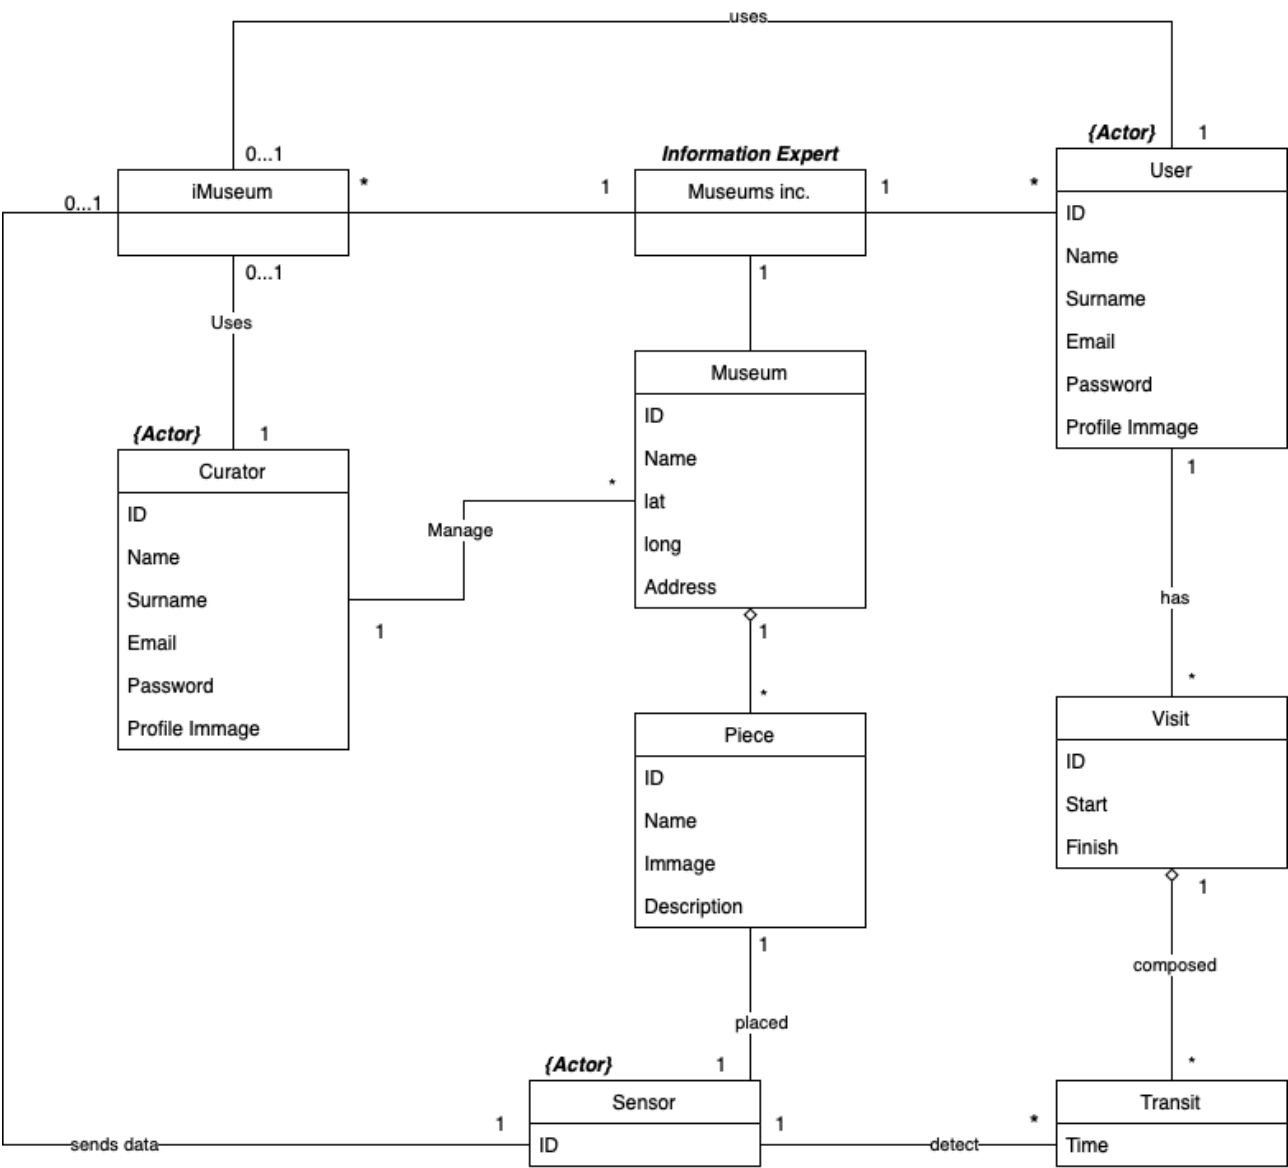 uses
{Actor}
1
0...1
Information Expert
iMuseum
*
1
Museums inc.
1
*
User
0...1
ID
Name
Surname
Email
Password
Profile Immage
0...1
1
Uses
Museum
ID
Name
lat
long
Address
{Actor}
1
Curator
ID
Name
Surname
Email
Password
Profile Immage
*
Manage
1
1
has
*
1
*
Piece
ID
Name
Immage
Description
Visit
ID
Start
Finish
1
1
composed
placed
*
{Actor}
1
Sensor
ID
Transit
Time
1
sends data
1
detect
*